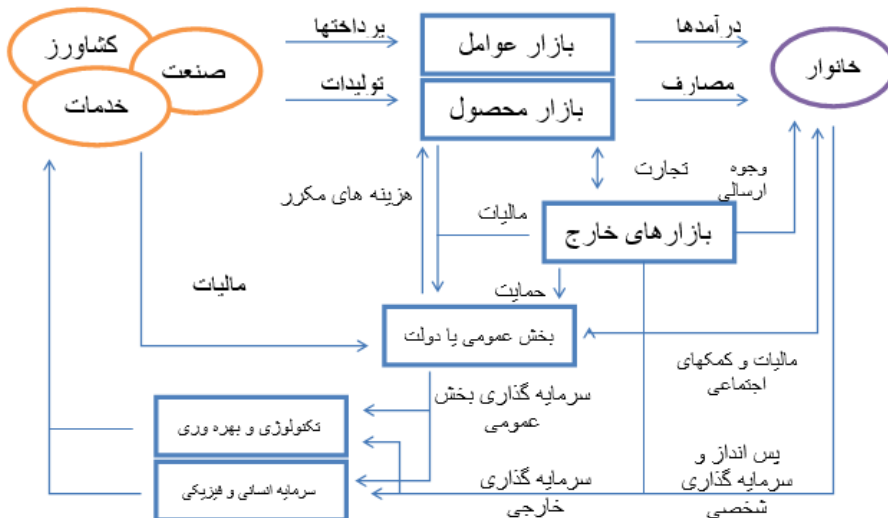 کشاورز
صنعت
خدمات
پرداختها
تولیدات
بازار عوامل
بازار محصول
درآمدها
مصارف
خانوار
هزینه های مکرر
تجارت
وجوه
ارسالی
مالیات
بازارهای خارج
مالیات
حمایت
بخش عمومی یا دولت
مالیات و کمکهای
اجتماعی
سرمایه گذاری بخش
عمومی
تکنولوژی و بهره وری
سرمایه انسانی و فیزیکی
سرمایه گذاری
خارجی
پس انداز و
سرمایه گذاری
شخصی